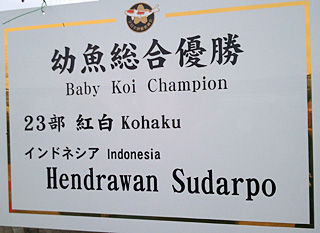 幼魚総合優勝
Baby Koi Champion
23部 紅白 Kohaku
インドネシア Indonesia
Hendrawan Sudarpo